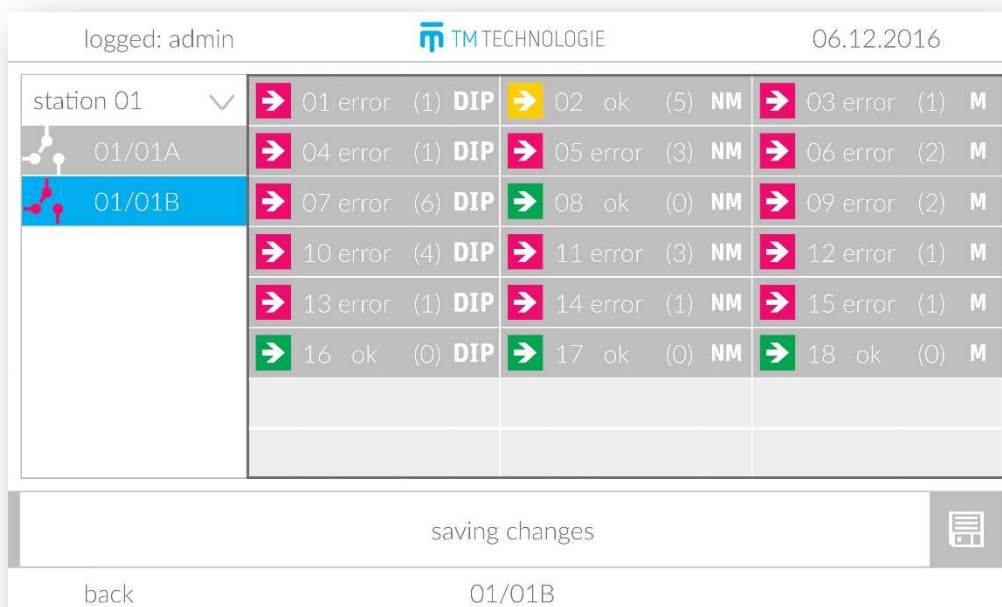 logged: admin TM TECHNOLOGIE 06.12.2016
station 01 01 error (1) DIP 02 ok (5) NM 03 error (1) M
01/01A 04 error (1) DIP 05 error (3) NM 06 error (2) M
01/01B 07 error (6) DIP 08 ok (0) NM 09 error (2) M
10 error (4) DIP 11 error (3) NM 12 error (1) M
13 error (1) DIP 14 error (1) NM 15 error (1) M
16 ok (0) DIP 17 ok (0) NM 18 ok (0) M
saving changes
back 01/01B